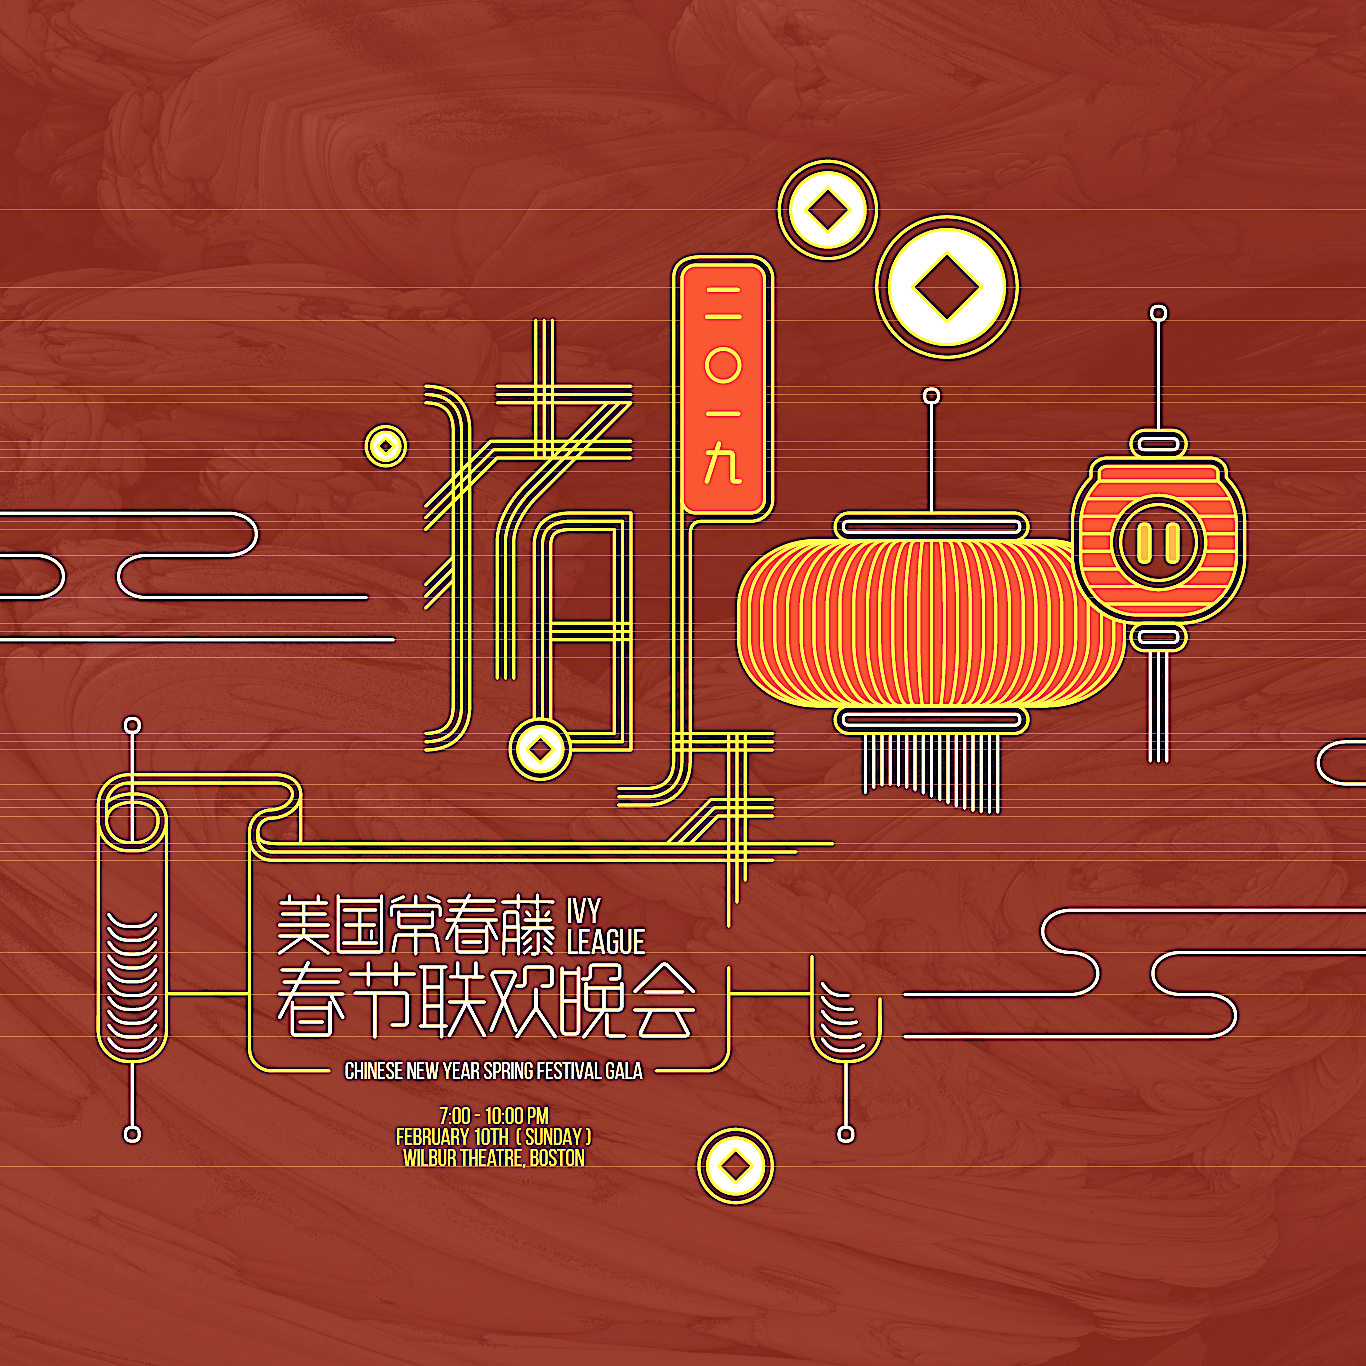 二〇一九
猪年
美国常春藤 IVY LEAGUE
春节联欢晚会
CHINESE NEW YEAR SPRING FESTIVAL GALA
7:00 - 10:00 PM
FEBRUARY 10TH ( SUNDAY )
WILBUR THEATRE, BOSTON